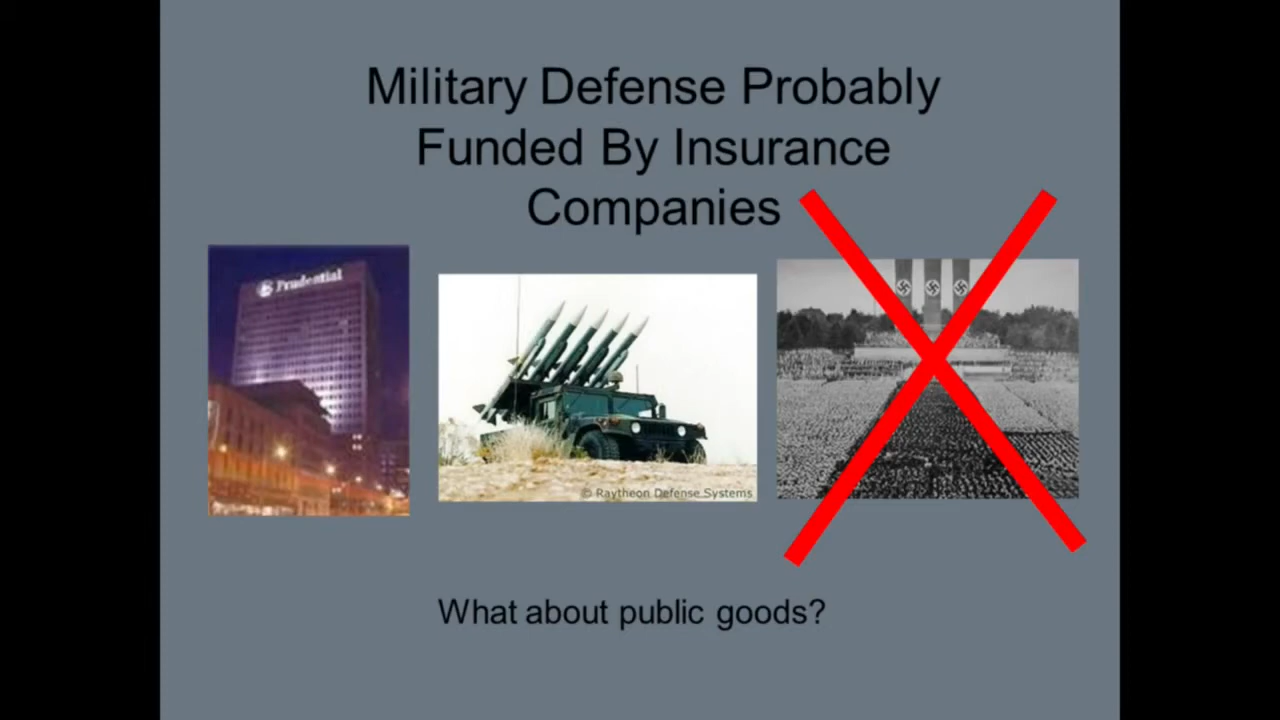 Military Defense Probably
Funded By Insurance
Companies
Prudential
© Raytheon Defense Systems
What about public goods?